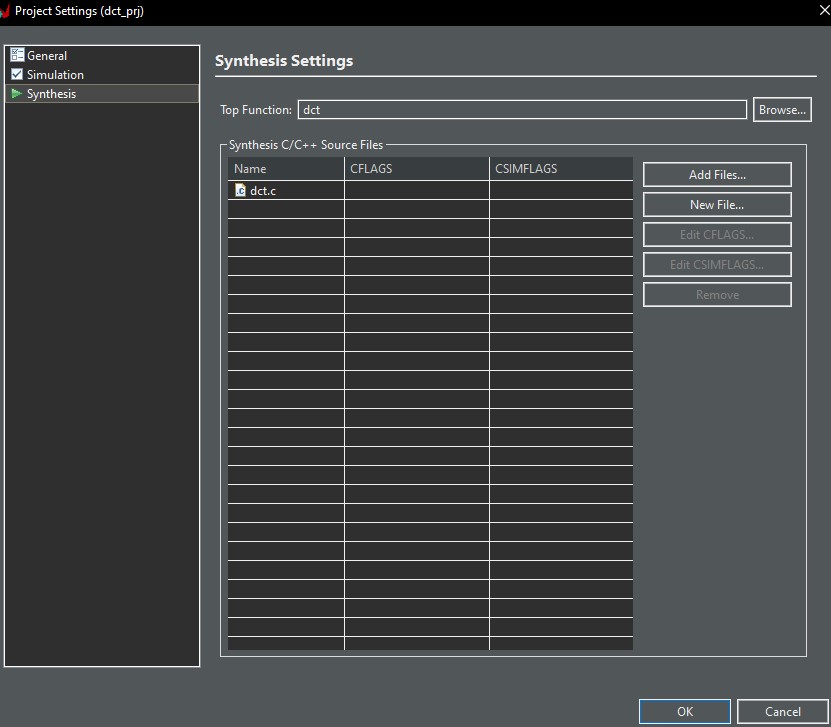 Project Settings (dct_prj)
General
Simulation
Synthesis
Synthesis Settings
Top Function: dct Browse...
Synthesis C/C++ Source Files
Name CFLAGS CSIMFLAGS
dct.c
Add Files...
New File...
Edit CFLAGS...
Edit CSIMFLAGS...
Remove
OK Cancel